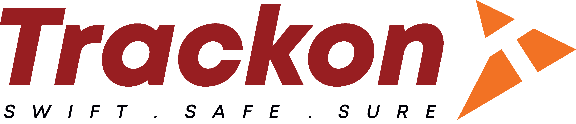 Trackon
SWIFT . SAFE . SURE